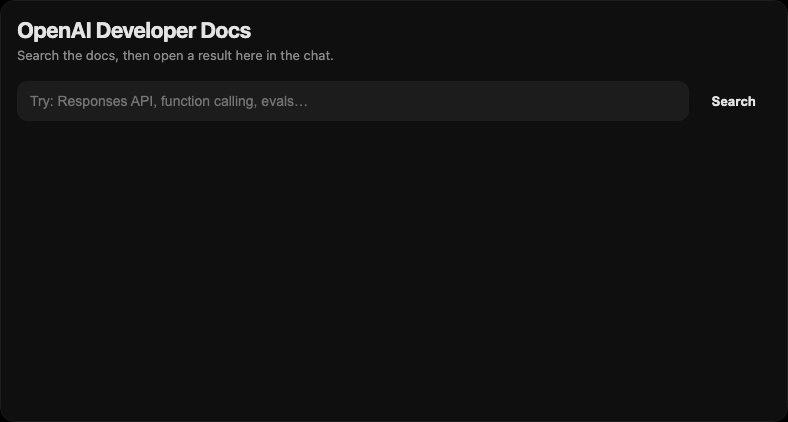 OpenAI Developer Docs
Search the docs, then open a result here in the chat.
Try: Responses API, function calling, evals…
Search